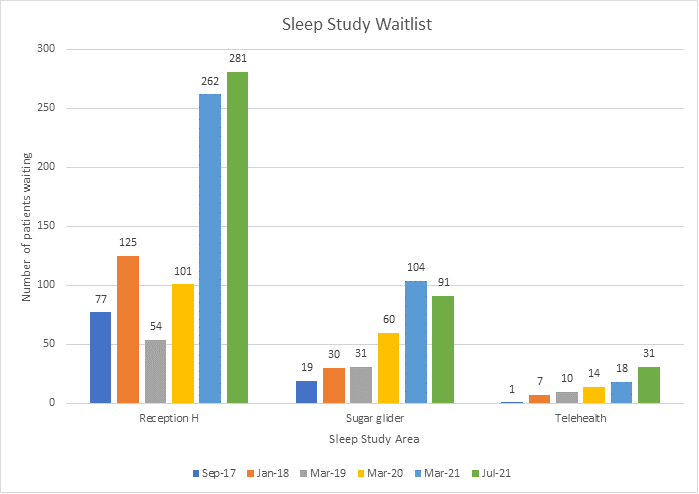 Sleep Study Waitlist
300
250
200
150
100
50
0
Number of patients waiting
77
125
54
101
262
281
19
30
31
60
104
91
1
7
10
14
18
31
Reception H
Sugar glider
Telehealth
Sleep Study Area
Sep-17
Jan-18
Mar-19
Mar-20
Mar-21
Jul-21